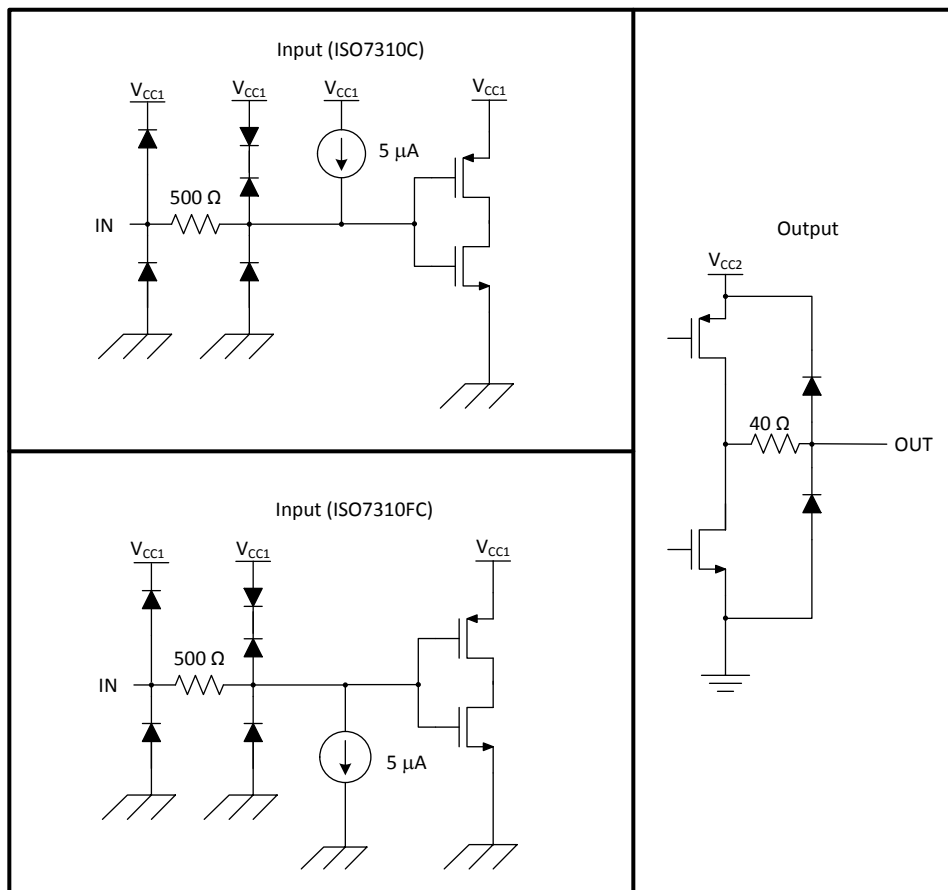 Input (ISO7310C)
VCC1
VCC1
VCC1
VCC1
5 μA
500 Ω
IN
Input (ISO7310FC)
VCC1
VCC1
VCC1
500 Ω
IN
5 μA
Output
VCC2
40 Ω
OUT